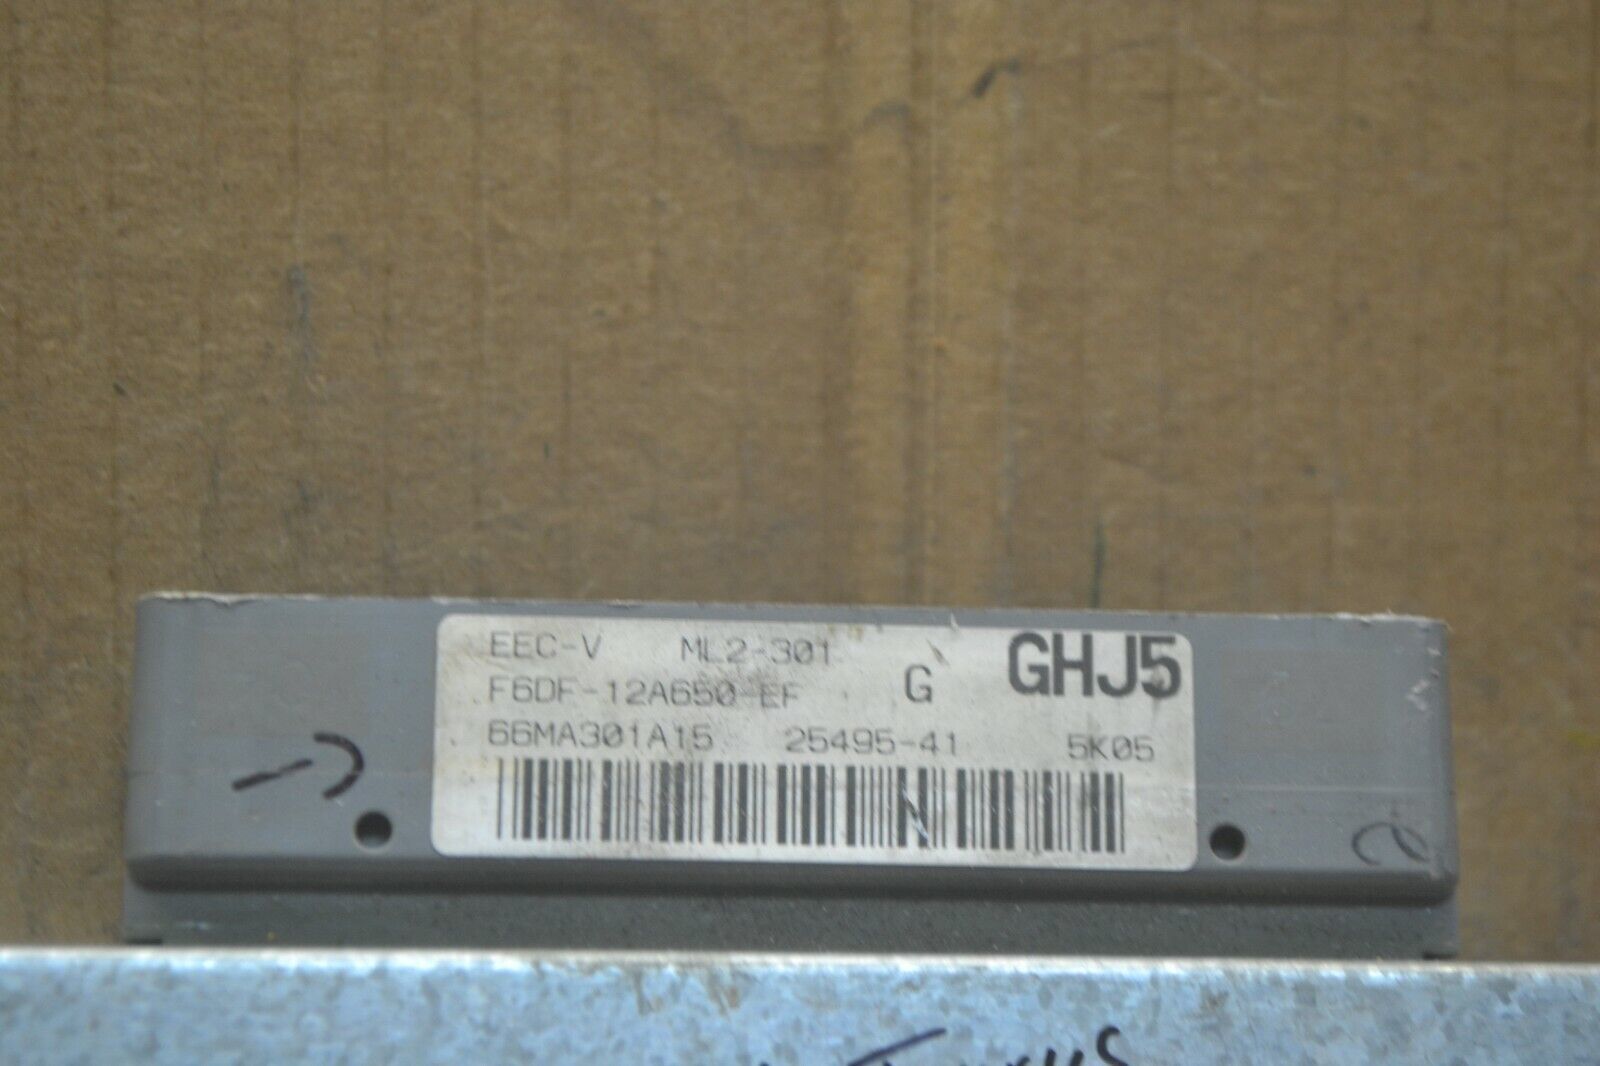 EEC-V ML2-301 GHJ5
F6DF-12A650-EF G
66MA301A15 25495-41 5K05